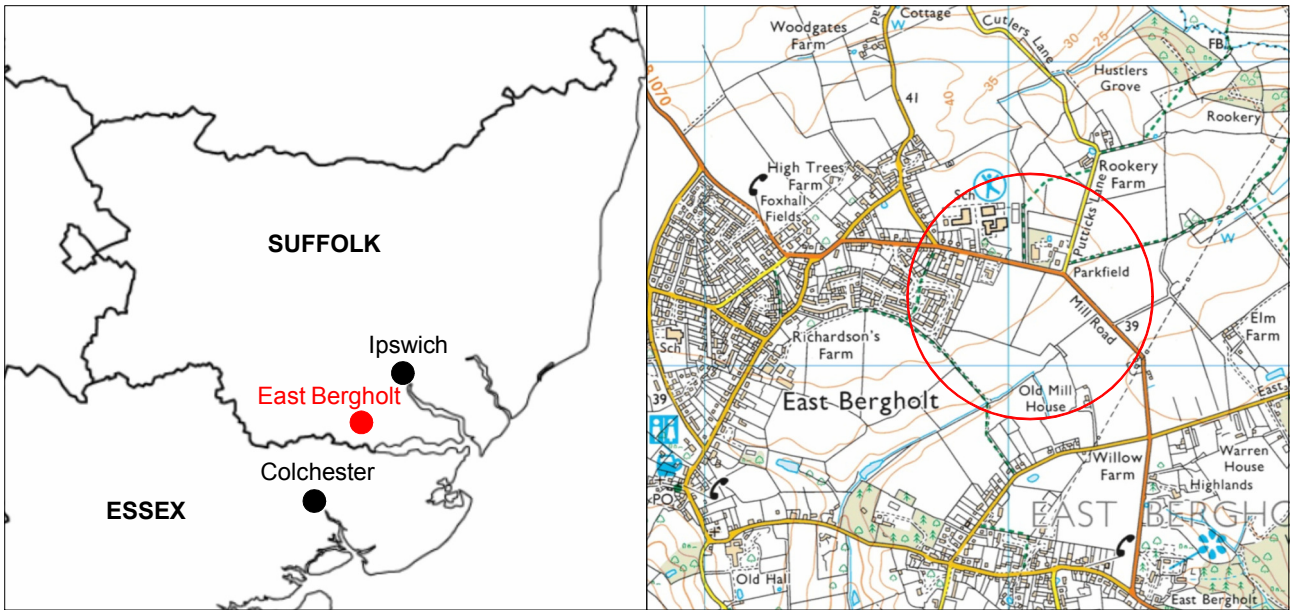 SUFFOLK
Ipswich
East Bergholt
Colchester
ESSEX
Woodgates
Farm
Cottage
W
Cutlers Lane
30
25
FB
35
40
41
Hustlers
Grove
Rookery
B 1070
High Trees
Farm
Foxhall
Fields
Sch
Rookery
Farm
Putticks Lane
W
Parkfield
Mill Road
39
Elm
Farm
Richardson's
Farm
Sch
39
East Bergholt
Old Mill
House
East
Willow
Farm
Warren
House
Highlands
PO
EAST BERGHO
Old Hall
East Bergholt